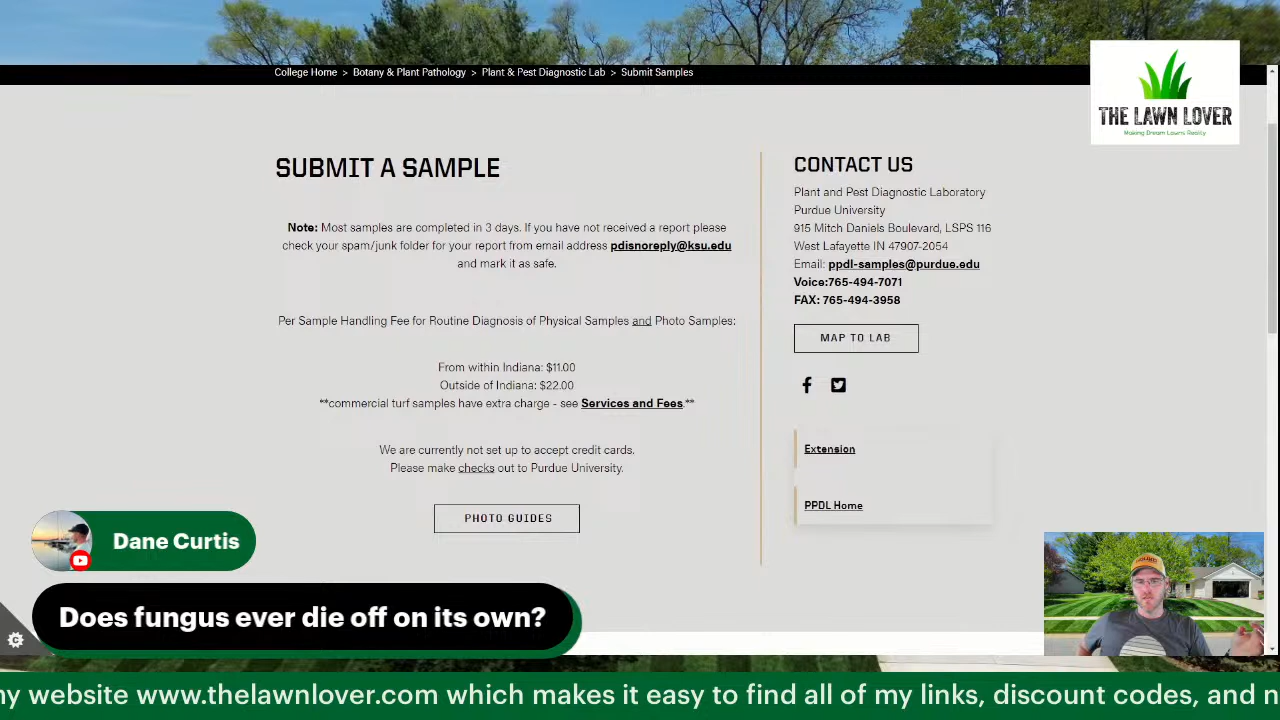 College Home > Botany & Plant Pathology > Plant & Pest Diagnostic Lab > Submit Samples
THE LAWN LOVER
Making Dream Lawns Reality
SUBMIT A SAMPLE
Note: Most samples are completed in 3 days. If you have not received a report please
check your spam/junk folder for your report from email address pdisnoreply@ksu.edu
and mark it as safe.
Per Sample Handling Fee for Routine Diagnosis of Physical Samples and Photo Samples:
From within Indiana: $11.00
Outside of Indiana: $22.00
**commercial turf samples have extra charge - see Services and Fees.**
We are currently not set up to accept credit cards.
Please make checks out to Purdue University.
PHOTO GUIDES
CONTACT US
Plant and Pest Diagnostic Laboratory
Purdue University
915 Mitch Daniels Boulevard, LSPS 116
West Lafayette IN 47907-2054
Email: ppdl-samples@purdue.edu
Voice:765-494-7071
FAX: 765-494-3958
MAP TO LAB
Extension
PPDL Home
Dane Curtis
Does fungus ever die off on its own?
ny website www.thelawnlover.com which makes it easy to find all of my links, discount codes, and n